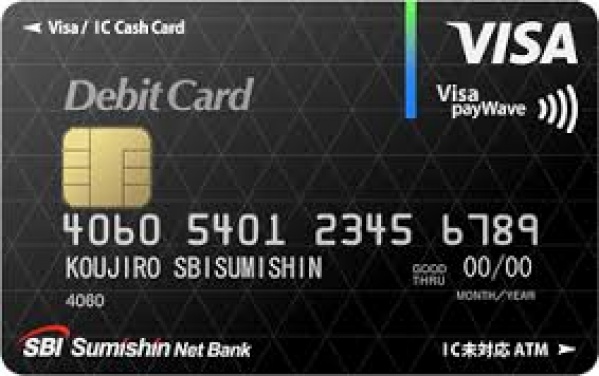 ◄ Visa / IC Cash Card
VISA
Debit Card
Visa
payWave
4060 5401 2345 6789
KOUJIRO SBISUMISHIN
GOOD
THRU
00/00
4060
MONTH/YEAR
SBI Sumishin Net Bank
IC未対応 ATM ►